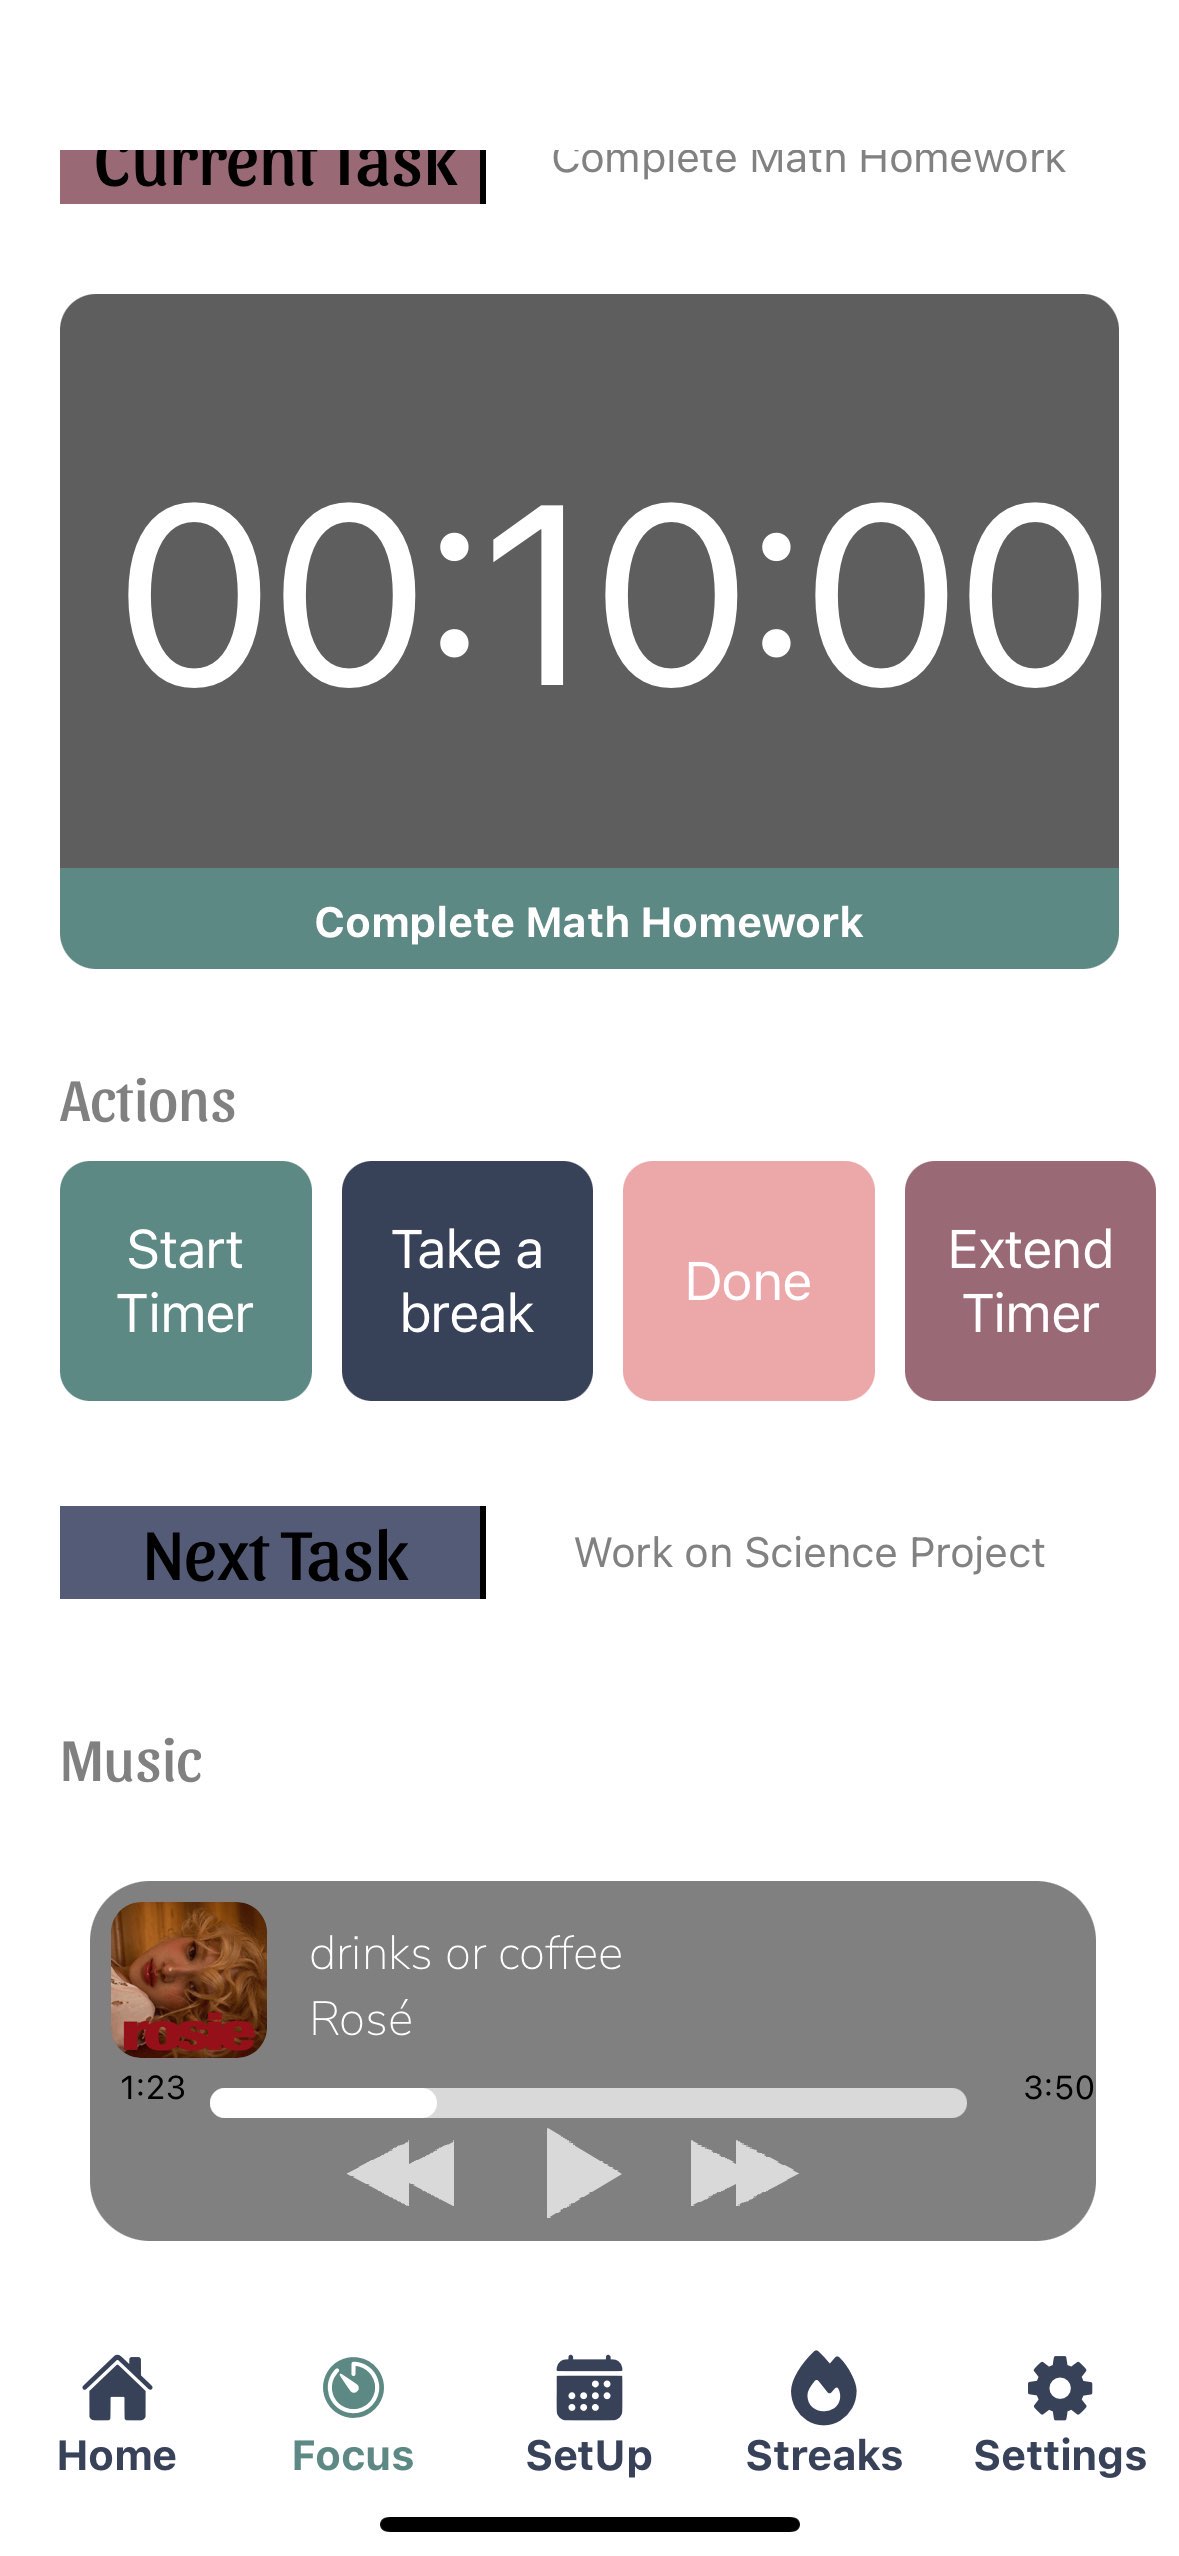 Current Task
Complete Math Homework
00:10:00
Complete Math Homework
Actions
Start
Timer
Take a
break
Done
Extend
Timer
Next Task
Work on Science Project
Music
rosie
drinks or coffee
Rosé
1:23
3:50
Home
Focus
SetUp
Streaks
Settings